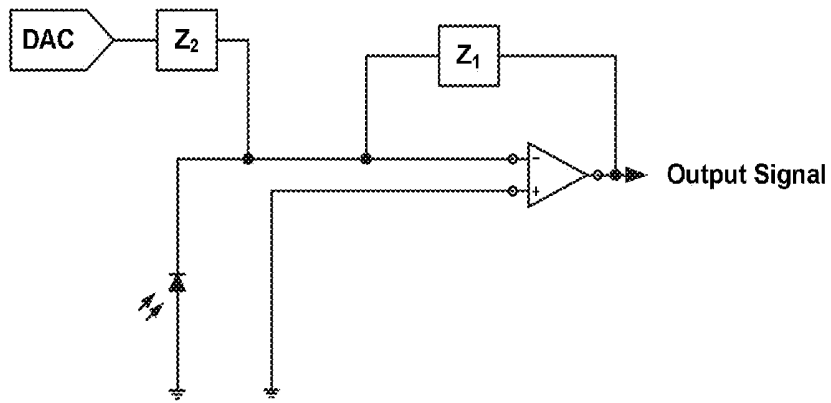 DAC
Z₂
Z₁
−
+
Output Signal